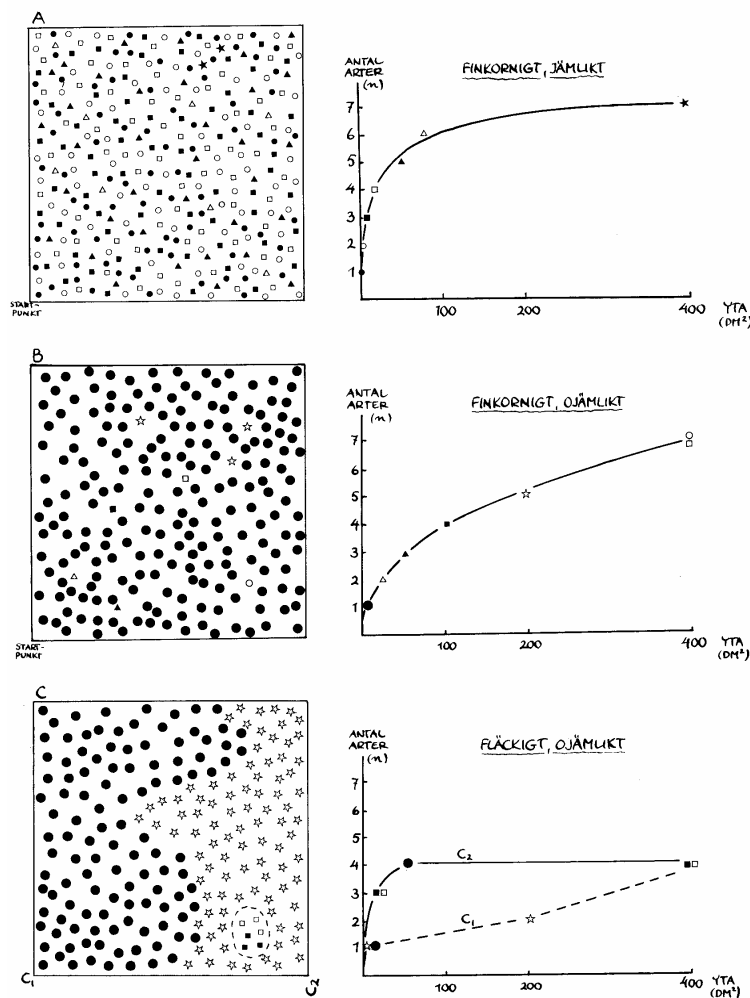 A
START-
PUNKT
ANTAL
ARTER
(n)
FINKORNIGT, JÄMLIKT
7
6
5
4
3
2
1
100
200
400
YTA
(DM²)
B
START-
PUNKT
ANTAL
ARTER
(n)
FINKORNIGT, OJÄMLIKT
7
6
5
4
3
2
1
100
200
400
YTA
(DM²)
C
C₁
C₂
ANTAL
ARTER
(n)
FLÄCKIGT, OJÄMLIKT
7
6
5
4
3
2
1
C₂
C₁
100
200
400
YTA
(DM²)